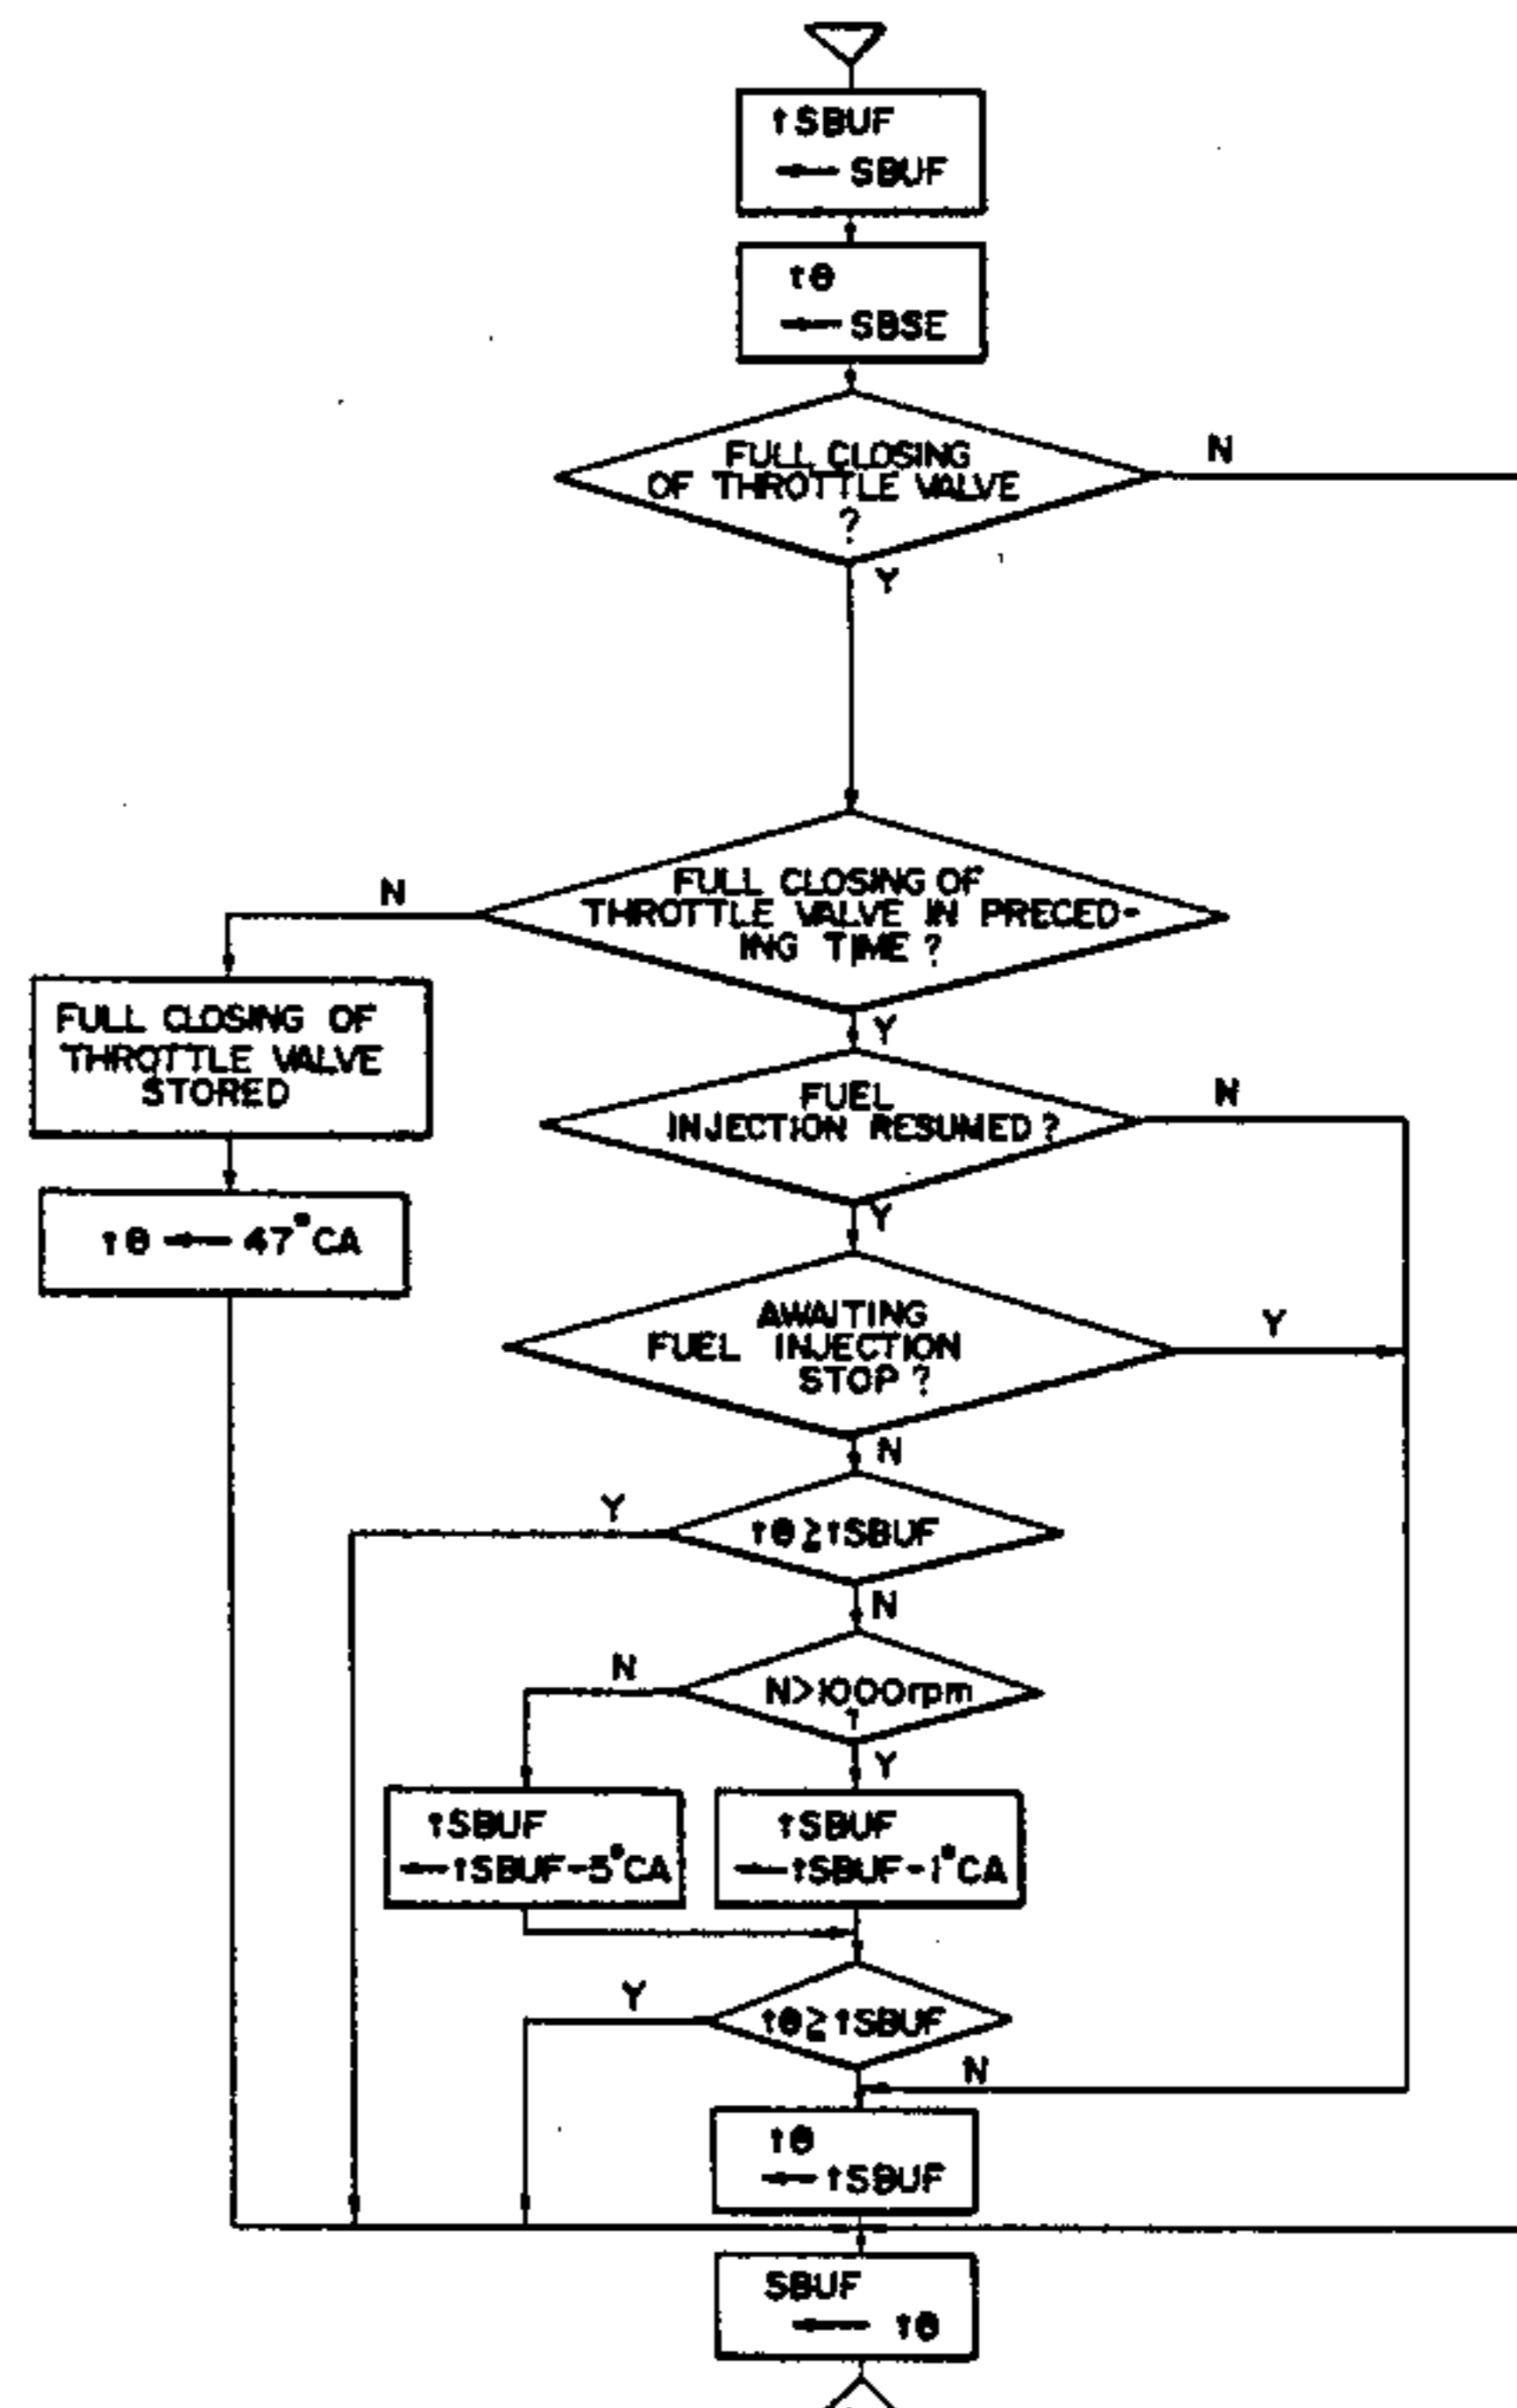 tSBUF
← SBUF
tθ
← SBSE
FULL CLOSING
OF THROTTLE VALVE
?
N
Y
FULL CLOSING OF
THROTTLE VALVE IN PRECED-
ING TIME ?
N
Y
FULL CLOSING OF
THROTTLE VALVE
STORED
FUEL
INJECTION RESUMED ?
N
Y
tθ ← 47°CA
AWAITING
FUEL INJECTION
STOP ?
Y
N
tθ≧tSBUF
Y
N
N>1000rpm
N
Y
tSBUF
←tSBUF-5°CA
tSBUF
←tSBUF-1°CA
tθ≧tSBUF
Y
N
tθ
←tSBUF
SBUF
← tθ